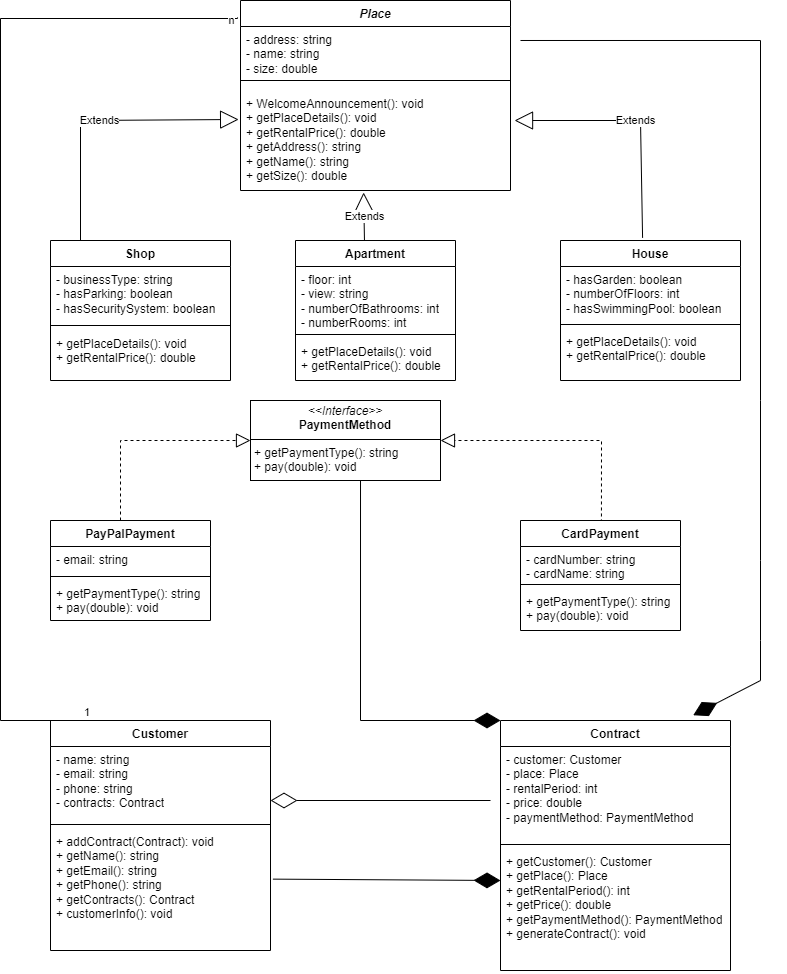 Place
n
- address: string
- name: string
- size: double
+ WelcomeAnnouncement(): void
+ getPlaceDetails(): void
+ getRentalPrice(): double
+ getAddress(): string
+ getName(): string
+ getSize(): double
Extends
Extends
Extends
Shop
- businessType: string
- hasParking: boolean
- hasSecuritySystem: boolean
+ getPlaceDetails(): void
+ getRentalPrice(): double
Apartment
- floor: int
- view: string
- numberOfBathrooms: int
- numberRooms: int
+ getPlaceDetails(): void
+ getRentalPrice(): double
House
- hasGarden: boolean
- numberOfFloors: int
- hasSwimmingPool: boolean
+ getPlaceDetails(): void
+ getRentalPrice(): double
<<Interface>>
PaymentMethod
+ getPaymentType(): string
+ pay(double): void
PayPalPayment
- email: string
+ getPaymentType(): string
+ pay(double): void
CardPayment
- cardNumber: string
- cardName: string
+ getPaymentType(): string
+ pay(double): void
1
Customer
- name: string
- email: string
- phone: string
- contracts: Contract
+ addContract(Contract): void
+ getName(): string
+ getEmail(): string
+ getPhone(): string
+ getContracts(): Contract
+ customerInfo(): void
Contract
- customer: Customer
- place: Place
- rentalPeriod: int
- price: double
- paymentMethod: PaymentMethod
+ getCustomer(): Customer
+ getPlace(): Place
+ getRentalPeriod(): int
+ getPrice(): double
+ getPaymentMethod(): PaymentMethod
+ generateContract(): void